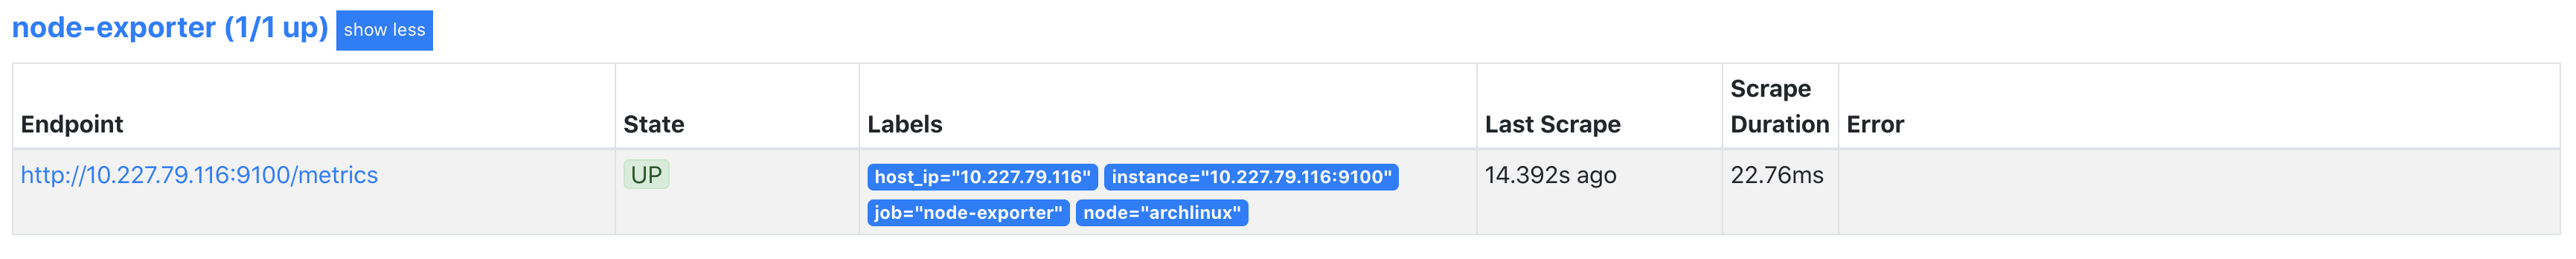 node-exporter (1/1 up) show less
Endpoint State Labels Last Scrape Scrape Duration Error
http://10.227.79.116:9100/metrics UP host_ip="10.227.79.116" instance="10.227.79.116:9100" 14.392s ago 22.76ms
job="node-exporter" node="archlinux"